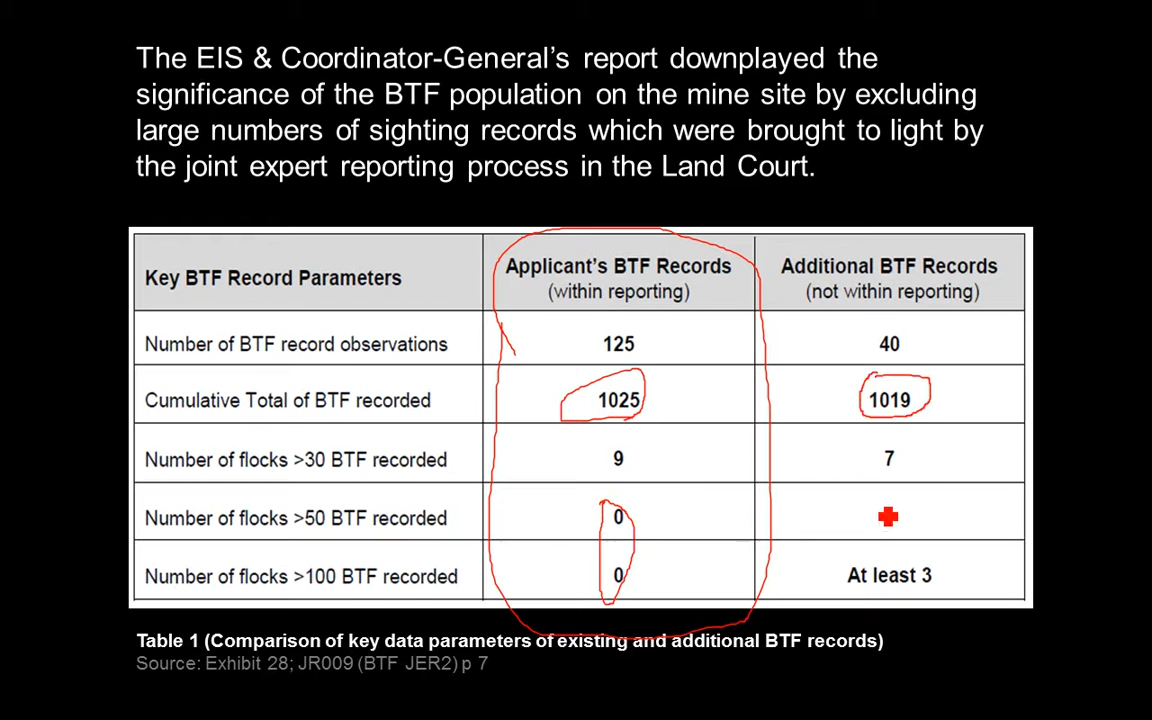 The EIS & Coordinator-General's report downplayed the
significance of the BTF population on the mine site by excluding
large numbers of sighting records which were brought to light by
the joint expert reporting process in the Land Court.
Key BTF Record Parameters
Applicant's BTF Records
(within reporting)
Additional BTF Records
(not within reporting)
Number of BTF record observations 125 40
Cumulative Total of BTF recorded 1025 1019
Number of flocks >30 BTF recorded 9 7
Number of flocks >50 BTF recorded 0
Number of flocks >100 BTF recorded 0 At least 3
Table 1 (Comparison of key data parameters of existing and additional BTF records)
Source: Exhibit 28; JR009 (BTF JER2) p 7